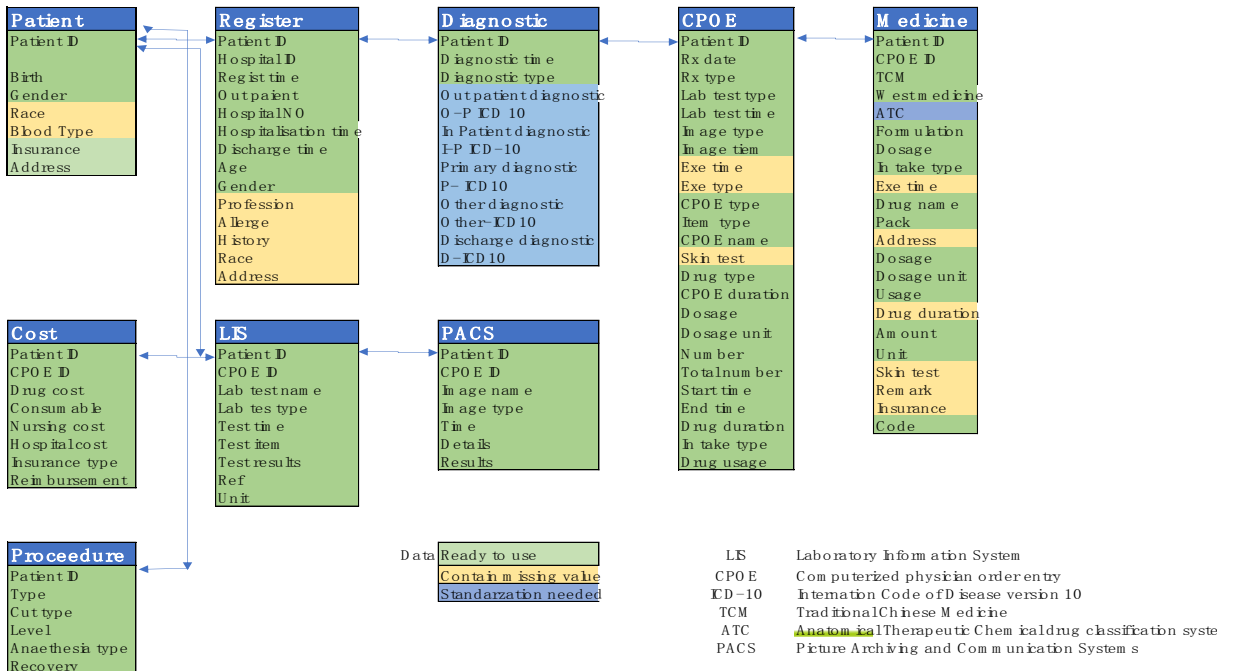 Patient
Patient ID
Birth
Gender
Race
Blood Type
Insurance
Address
Register
Patient ID
Hospital ID
Regist time
Outpaient
Hospital NO
Hospitalisation time
Discharge time
Age
Gender
Profession
Allerge
History
Race
Address
Diagnostic
Patient ID
Diagnostic time
Diagnostic type
Outpatient diagnostic
O-P ICD 10
In Patient diagnostic
I-P ICD-10
Primary diagnostic
P- ICD10
Other diagnostic
Other-ICD10
Discharge diagnostic
D-ICD10
CPOE
Patient ID
Rx date
Rx type
Lab test type
Lab test time
Image type
Image tiem
Exe time
Exe type
CPOE type
Item type
CPOE name
Skin test
Drug type
CPOE duration
Dosage
Dosage unit
Number
Total number
Start time
End time
Drug duration
In take type
Drug usage
Medicine
Patient ID
CPOE ID
TCM
West medicine
ATC
Formulation
Dosage
In take type
Exe time
Drug name
Pack
Address
Dosage
Dosage unit
Usage
Drug duration
Amount
Unit
Skin test
Remark
Insurance
Code
Cost
Patient ID
CPOE ID
Drug cost
Consumable
Nursing cost
Hospital cost
Insurance type
Reimbursement
LIS
Patient ID
CPOE ID
Lab test name
Lab tes type
Test time
Test item
Test results
Ref
Unit
PACS
Patient ID
CPOE ID
Image name
Image type
Time
Details
Results
Proceedure
Patient ID
Type
Cut type
Level
Anaethesia type
Recovery
Data Ready to use
Contain missing value
Standarzation needed
LIS Laboratory Information System
CPOE Computerized physician order entry
ICD-10 Internation Code of Disease version 10
TCM Traditional Chinese Medicine
ATC Anatomical Therapeutic Chemical drug classification syste
PACS Picture Archiving and Communication Systems